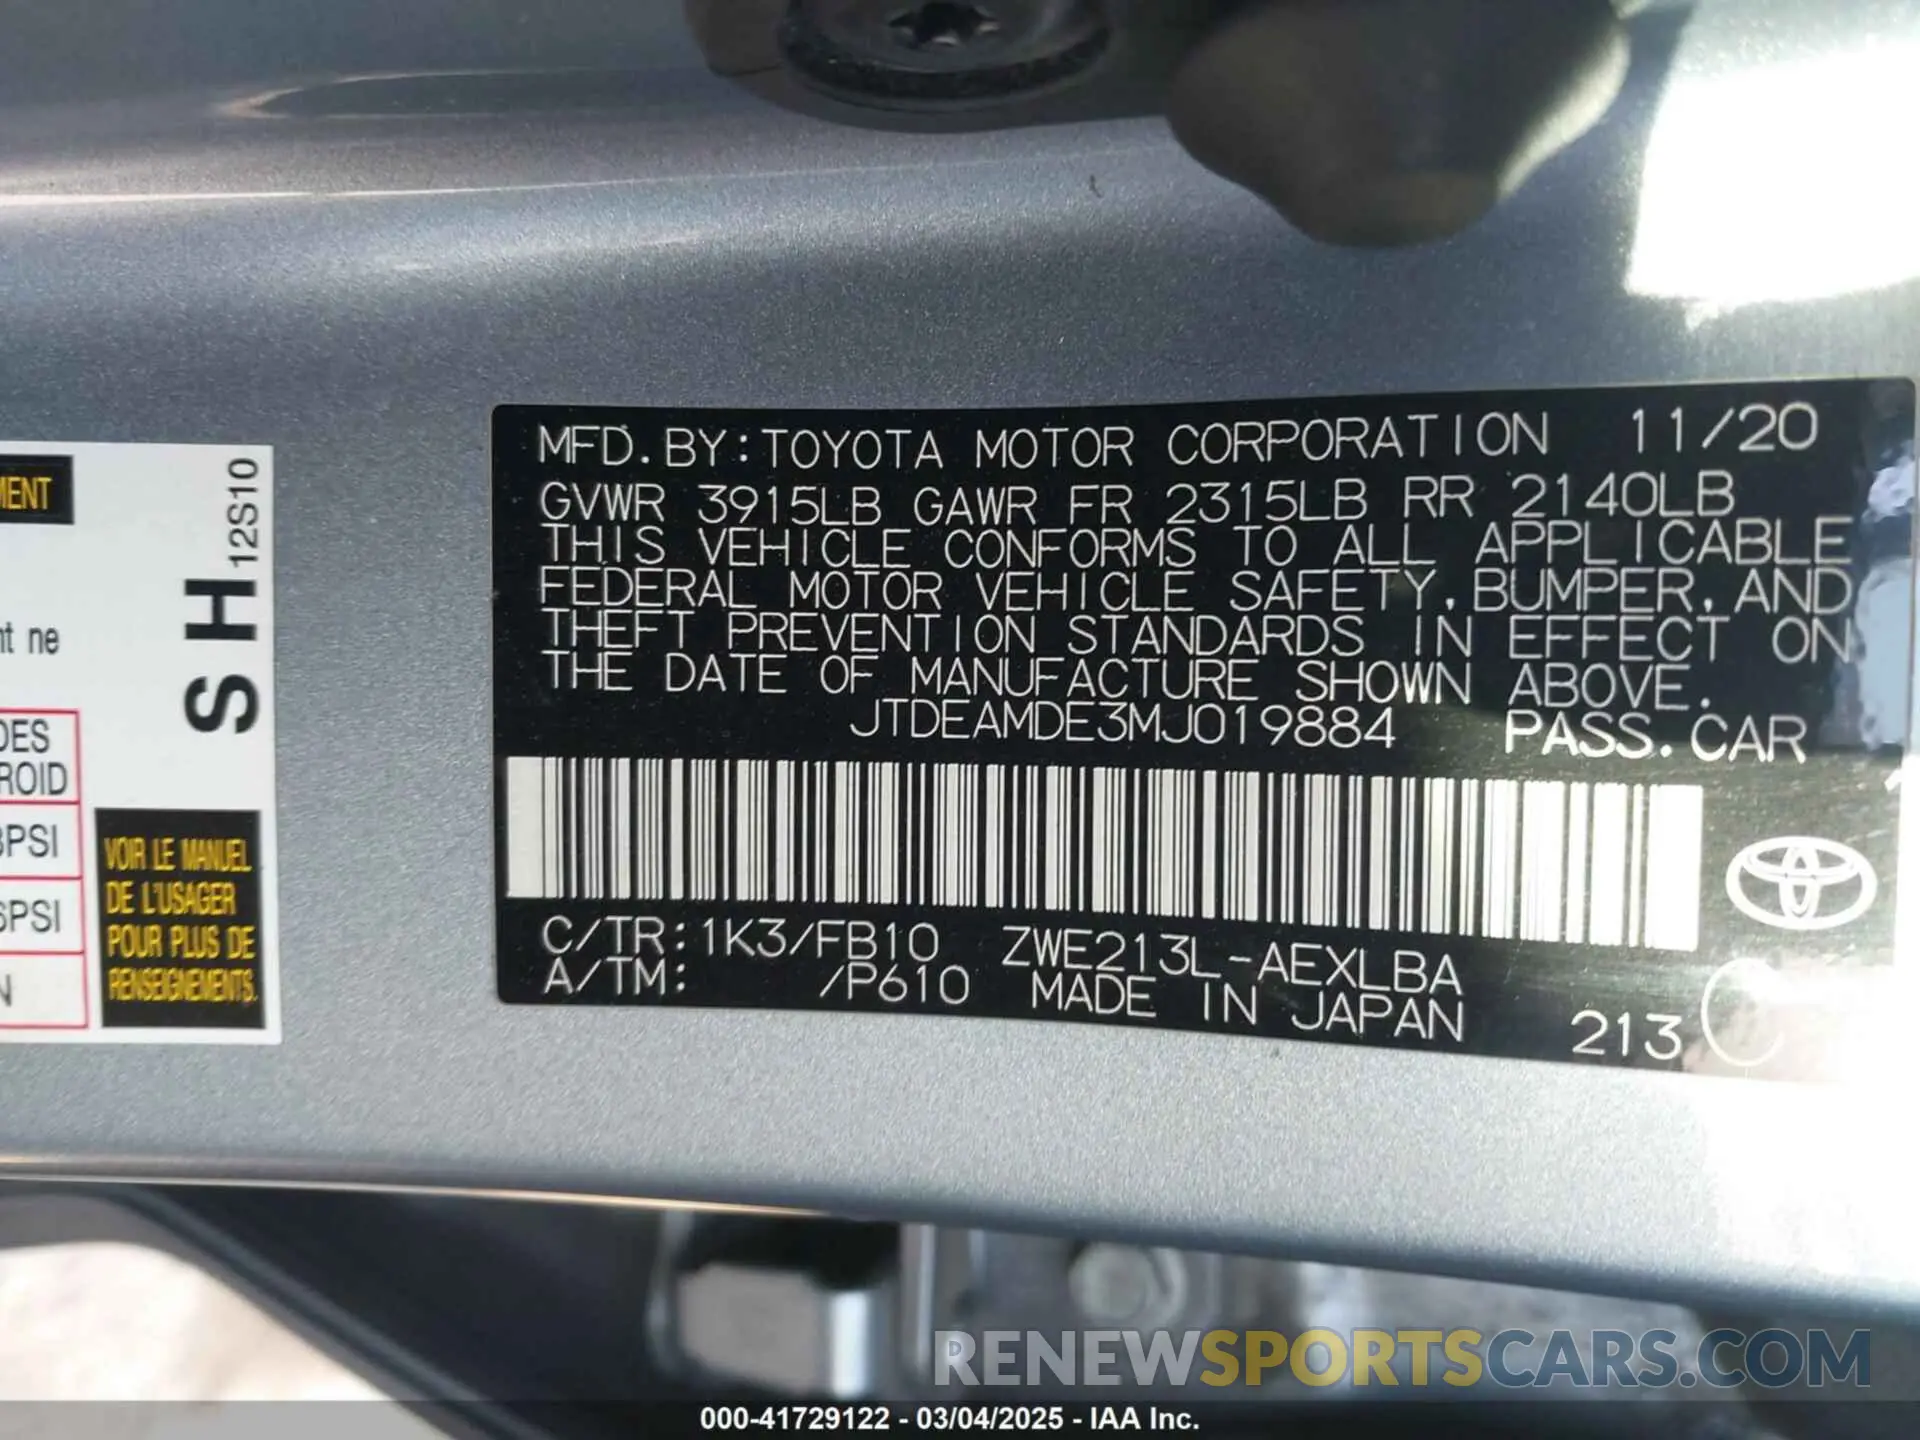 MENT
nt ne
DES
ROID
PSI
PSI
N
S H 12S10
VOIR LE MANUEL
DE L'USAGER
POUR PLUS DE
RENSEIGNEMENTS.
MFD. BY: TOYOTA MOTOR CORPORATION 11/20
GVWR 3915LB GAWR FR 2315LB RR 2140LB
THIS VEHICLE CONFORMS TO ALL APPLICABLE
FEDERAL MOTOR VEHICLE SAFETY, BUMPER, AND
THEFT PREVENTION STANDARDS IN EFFECT ON
THE DATE OF MANUFACTURE SHOWN ABOVE.
JTDEAMDE3MJ019884 PASS. CAR
C/TR: 1K3/FB10 ZWE213L-AEXLBA
A/TM: /P610 MADE IN JAPAN
213
RENEWSPORTSCARS.COM
000-41729122 - 03/04/2025 - IAA Inc.